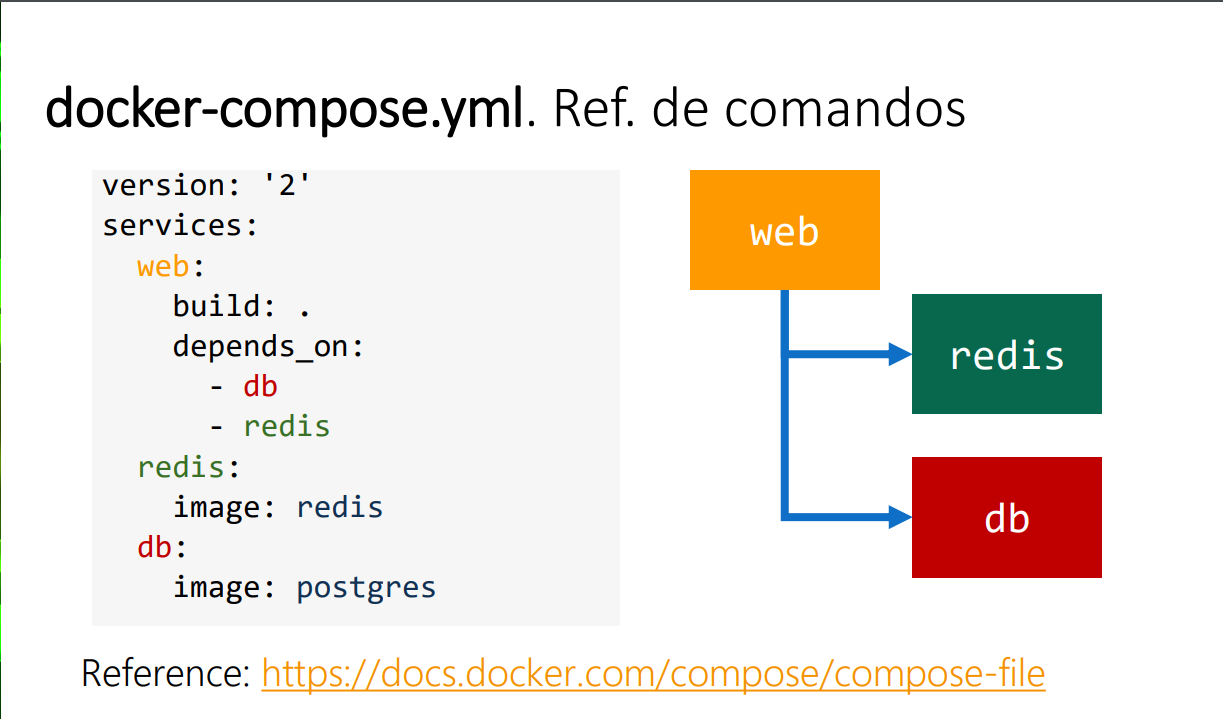 docker-compose.yml. Ref. de comandos
version: '2'
services:
  web:
    build: .
    depends_on:
      - db
      - redis
  redis:
    image: redis
  db:
    image: postgres
web
redis
db
Reference: https://docs.docker.com/compose/compose-file